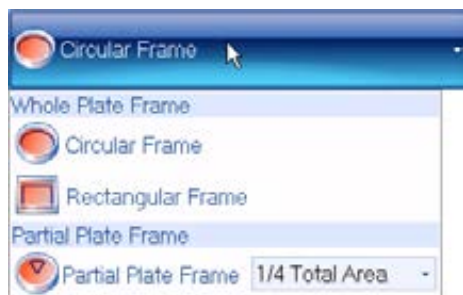 Circular Frame
Whole Plate Frame
Circular Frame
Rectangular Frame
Partial Plate Frame
Partial Plate Frame 1/4 Total Area